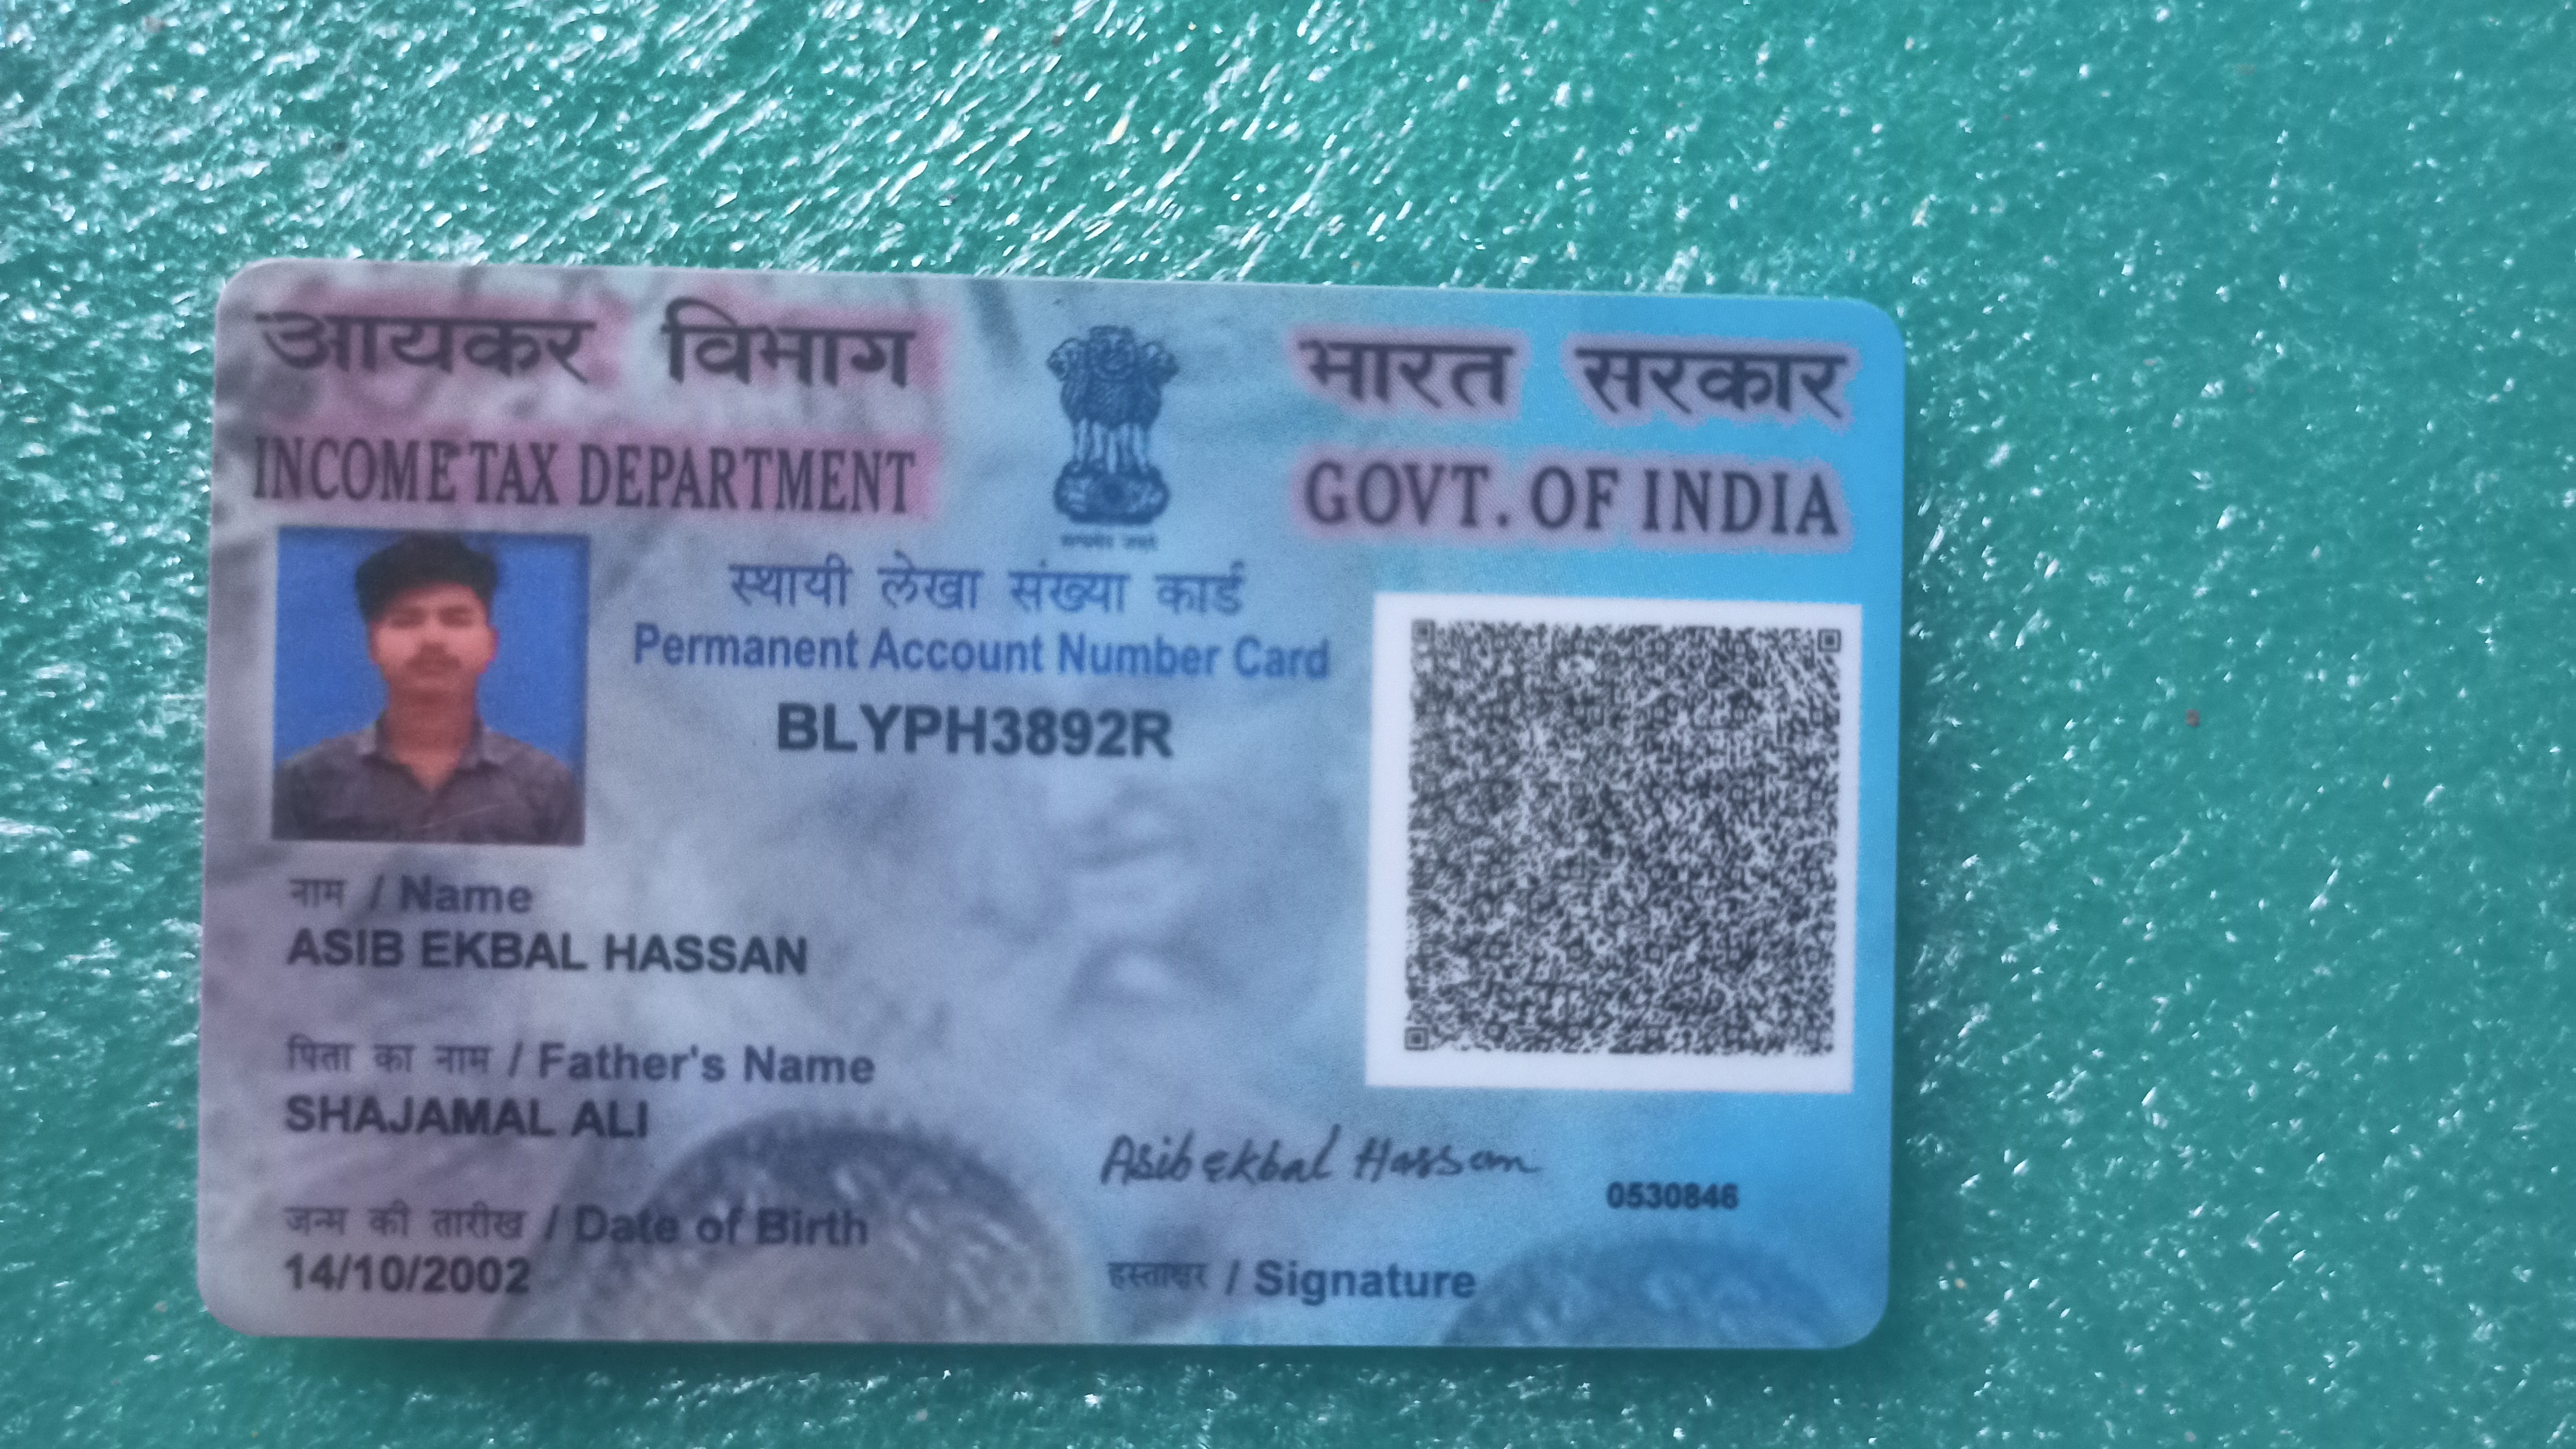 आयकर विभाग
INCOME TAX DEPARTMENT
भारत सरकार
GOVT. OF INDIA
स्थायी लेखा संख्या कार्ड
Permanent Account Number Card
BLYPH3892R
नाम / Name
ASIB EKBAL HASSAN
पिता का नाम / Father's Name
SHAJAMAL ALI
जन्म की तारीख / Date of Birth
14/10/2002
Asib Ekbal Hassan
0530846
हस्ताक्षर / Signature